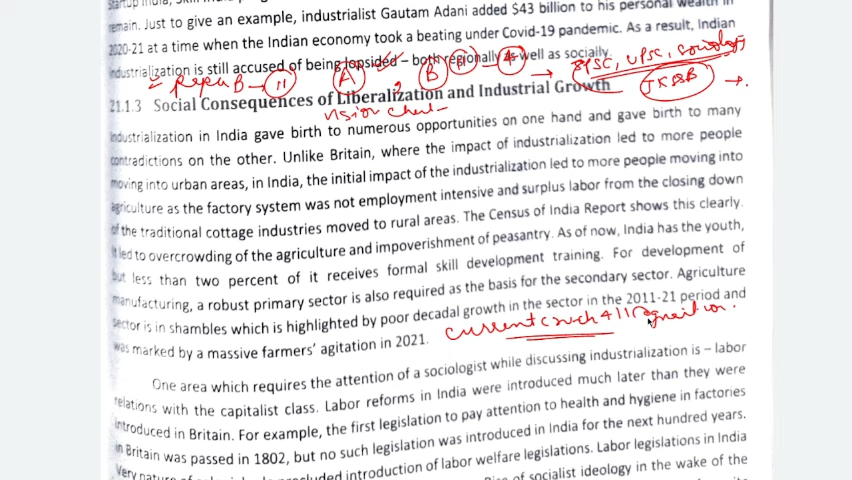 remain. Just to give an example, industrialist Gautam Adani added $43 billion to his personal wealth in
2020-21 at a time when the Indian economy took a beating under Covid-19 pandemic. As a result, Indian
industrialization is still accused of being lopsided – both regionally as well as socially.
Paper B – 11 A , B – 4 → PSC, UPSC, Sociology
JKSSB →
21.1.3 Social Consequences of Liberalization and Industrial Growth
vision
Industrialization in India gave birth to numerous opportunities on one hand and gave birth to many
contradictions on the other. Unlike Britain, where the impact of industrialization led to more people
moving into urban areas, in India, the initial impact of the industrialization led to more people moving into
agriculture as the factory system was not employment intensive and surplus labor from the closing down
of the traditional cottage industries moved to rural areas. The Census of India Report shows this clearly.
It led to overcrowding of the agriculture and impoverishment of peasantry. As of now, India has the youth,
but less than two percent of it receives formal skill development training. For development of
manufacturing, a robust primary sector is also required as the basis for the secondary sector. Agriculture
sector is in shambles which is highlighted by poor decadal growth in the sector in the 2011-21 period and
was marked by a massive farmers' agitation in 2021. current
One area which requires the attention of a sociologist while discussing industrialization is – labor
relations with the capitalist class. Labor reforms in India were introduced much later than they were
introduced in Britain. For example, the first legislation to pay attention to health and hygiene in factories
in Britain was passed in 1802, but no such legislation was introduced in India for the next hundred years.
Very nature of precluded introduction of labor welfare legislations. Labor legislations in India
of socialist ideology in the wake of the